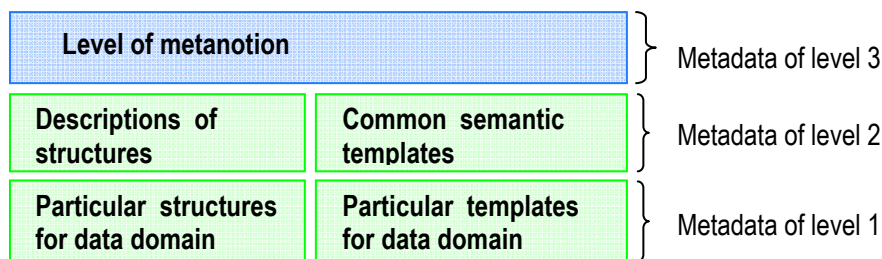 Level of metanotion
Metadata of level 3
Descriptions of
structures
Common semantic
templates
Metadata of level 2
Particular structures
for data domain
Particular templates
for data domain
Metadata of level 1